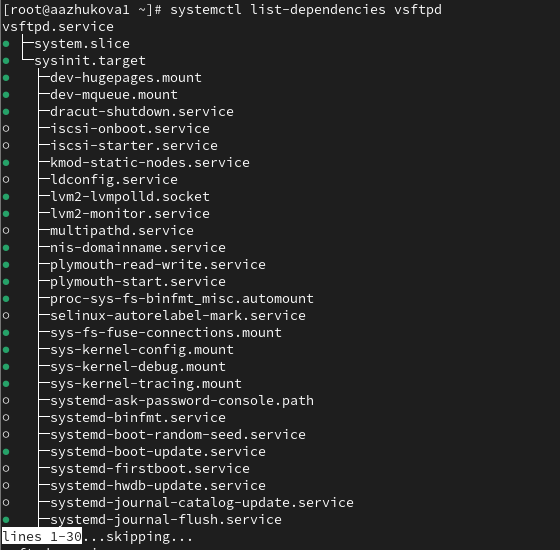 [root@aazhukova1 ~]# systemctl list-dependencies vsftpd
vsftpd.service
● ├─system.slice
● └─sysinit.target
●   ├─dev-hugepages.mount
●   ├─dev-mqueue.mount
●   ├─dracut-shutdown.service
○   ├─iscsi-onboot.service
○   ├─iscsi-starter.service
●   ├─kmod-static-nodes.service
○   ├─ldconfig.service
●   ├─lvm2-lvmpolld.socket
●   ├─lvm2-monitor.service
○   ├─multipathd.service
●   ├─nis-domainname.service
●   ├─plymouth-read-write.service
●   ├─plymouth-start.service
●   ├─proc-sys-fs-binfmt_misc.automount
○   ├─selinux-autorelabel-mark.service
●   ├─sys-fs-fuse-connections.mount
●   ├─sys-kernel-config.mount
●   ├─sys-kernel-debug.mount
●   ├─sys-kernel-tracing.mount
○   ├─systemd-ask-password-console.path
○   ├─systemd-binfmt.service
○   ├─systemd-boot-random-seed.service
●   ├─systemd-boot-update.service
○   ├─systemd-firstboot.service
○   ├─systemd-hwdb-update.service
○   ├─systemd-journal-catalog-update.service
●   ├─systemd-journal-flush.service
lines 1-30...skipping...